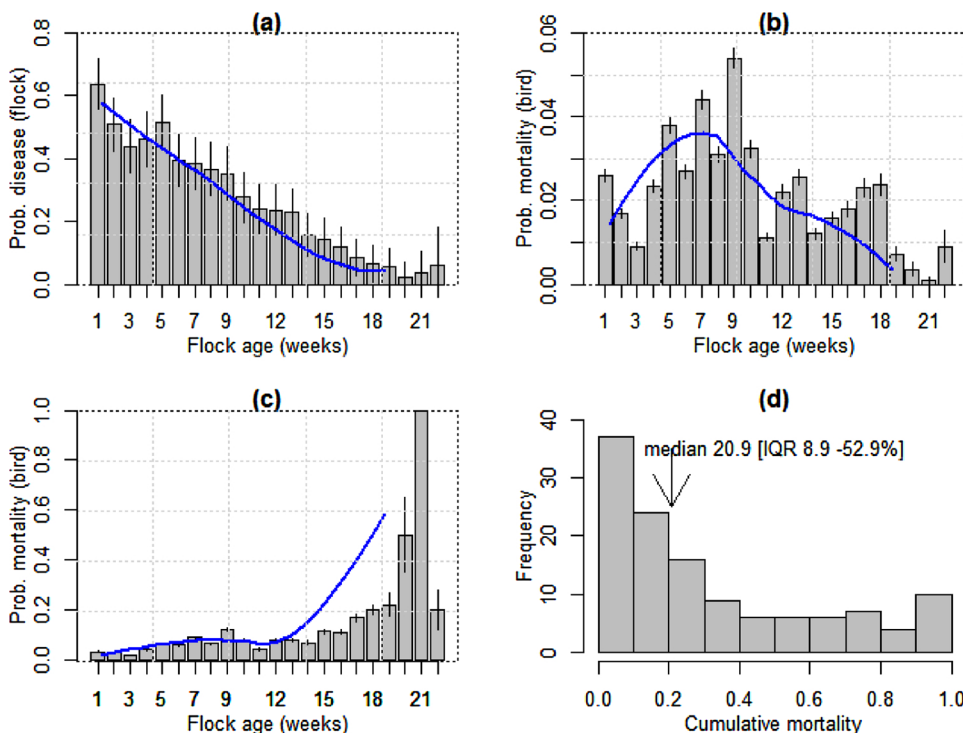 (a)
Prob. disease (flock)
0.0 0.2 0.4 0.6 0.8
1 3 5 7 9 12 15 18 21
Flock age (weeks)
(b)
Prob. mortality (bird)
0.00 0.02 0.04 0.06
1 3 5 7 9 12 15 18 21
Flock age (weeks)
(c)
Prob. mortality (bird)
0.0 0.2 0.4 0.6 0.8 1.0
1 3 5 7 9 12 15 18 21
Flock age (weeks)
(d)
median 20.9 [IQR 8.9 -52.9%]
Frequency
0 10 20 30 40
0.0 0.2 0.4 0.6 0.8 1.0
Cumulative mortality